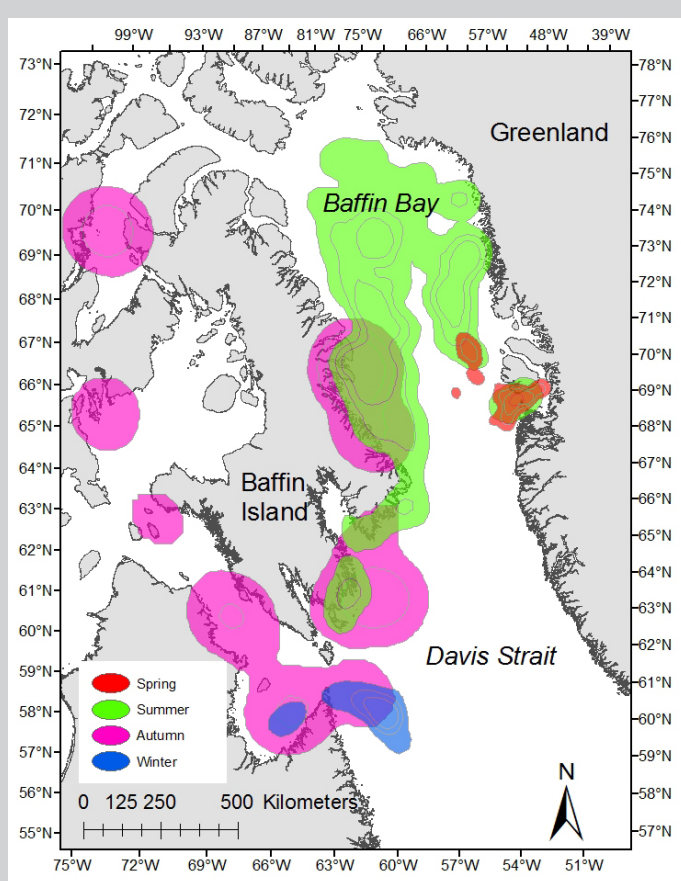 99°W 93°W 87°W 81°W 75°W 66°W 57°W 48°W 39°W
73°N 78°N
72°N 77°N
Greenland 76°N
71°N 75°N
70°N Baffin Bay 74°N
69°N 73°N
68°N 72°N
71°N
67°N 70°N
66°N 69°N
65°N 68°N
64°N 67°N
Baffin
Island
63°N 66°N
62°N 65°N
61°N 64°N
63°N
60°N 62°N
59°N Davis Strait 61°N
Spring
Summer
58°N 60°N
Autumn
57°N 59°N
Winter
56°N 58°N
N
0 125 250 500 Kilometers
55°N 57°N
75°W 72°W 69°W 66°W 63°W 60°W 57°W 54°W 51°W